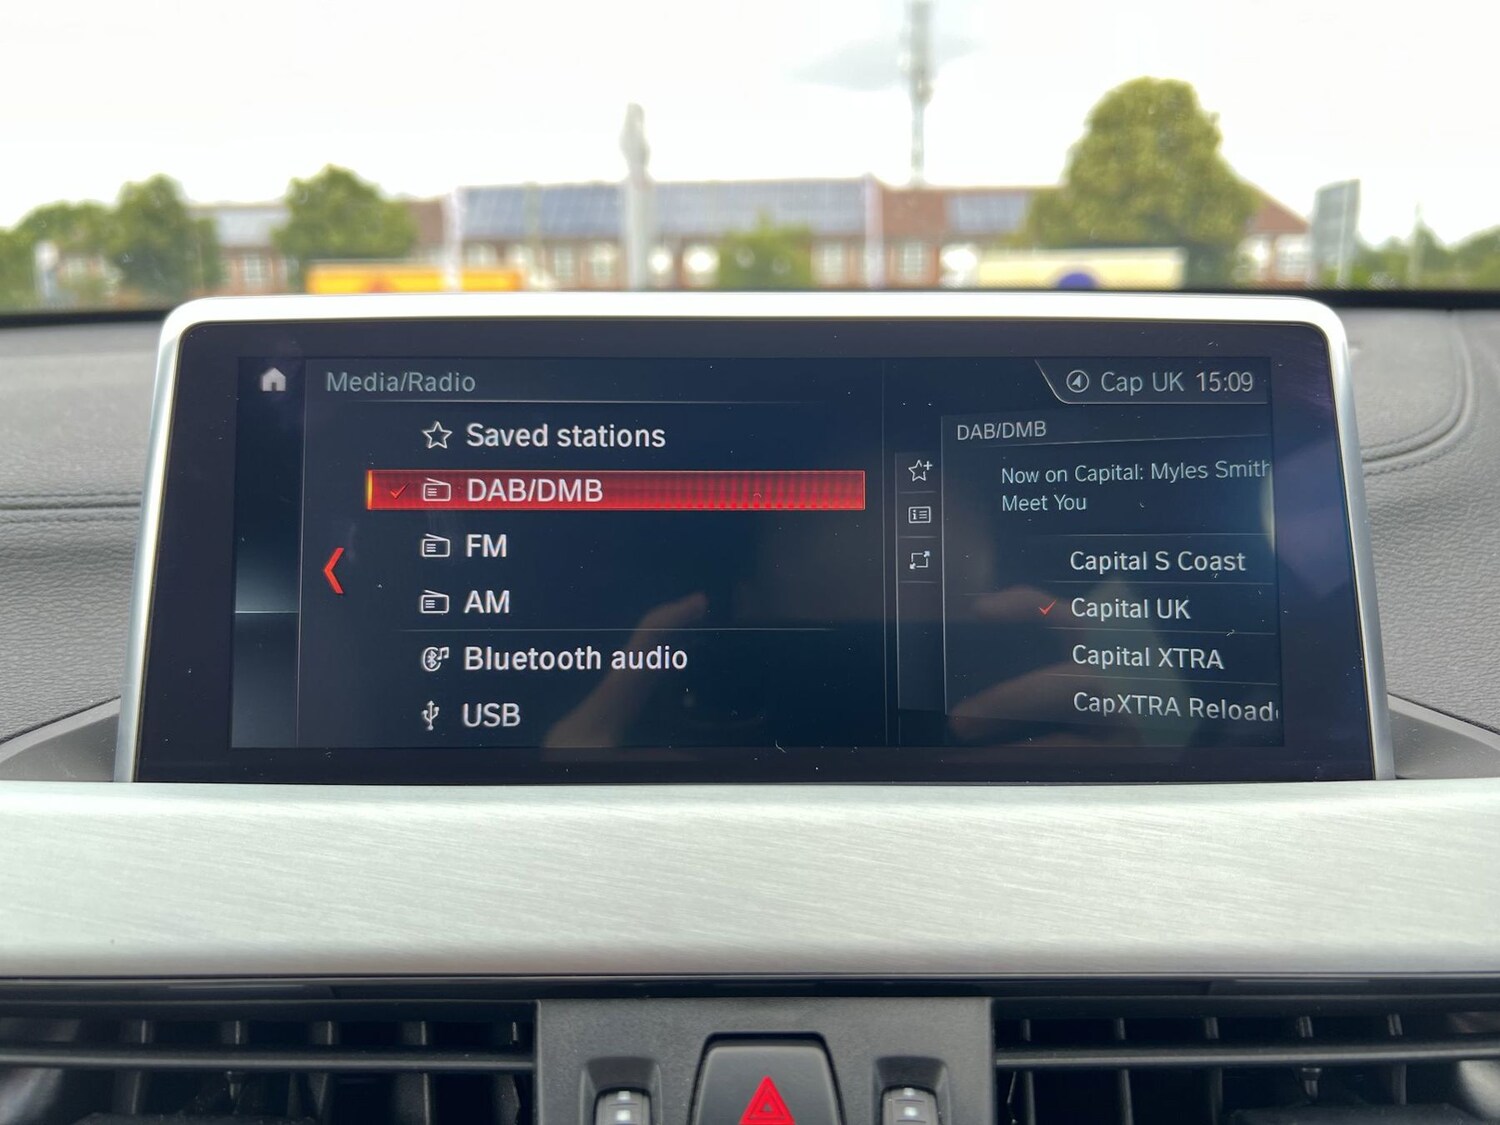 Media/Radio
Cap UK 15:09
Saved stations
DAB/DMB
FM
AM
Bluetooth audio
USB
DAB/DMB
Now on Capital: Myles Smith
Meet You
Capital S Coast
Capital UK
Capital XTRA
CapXTRA Reload